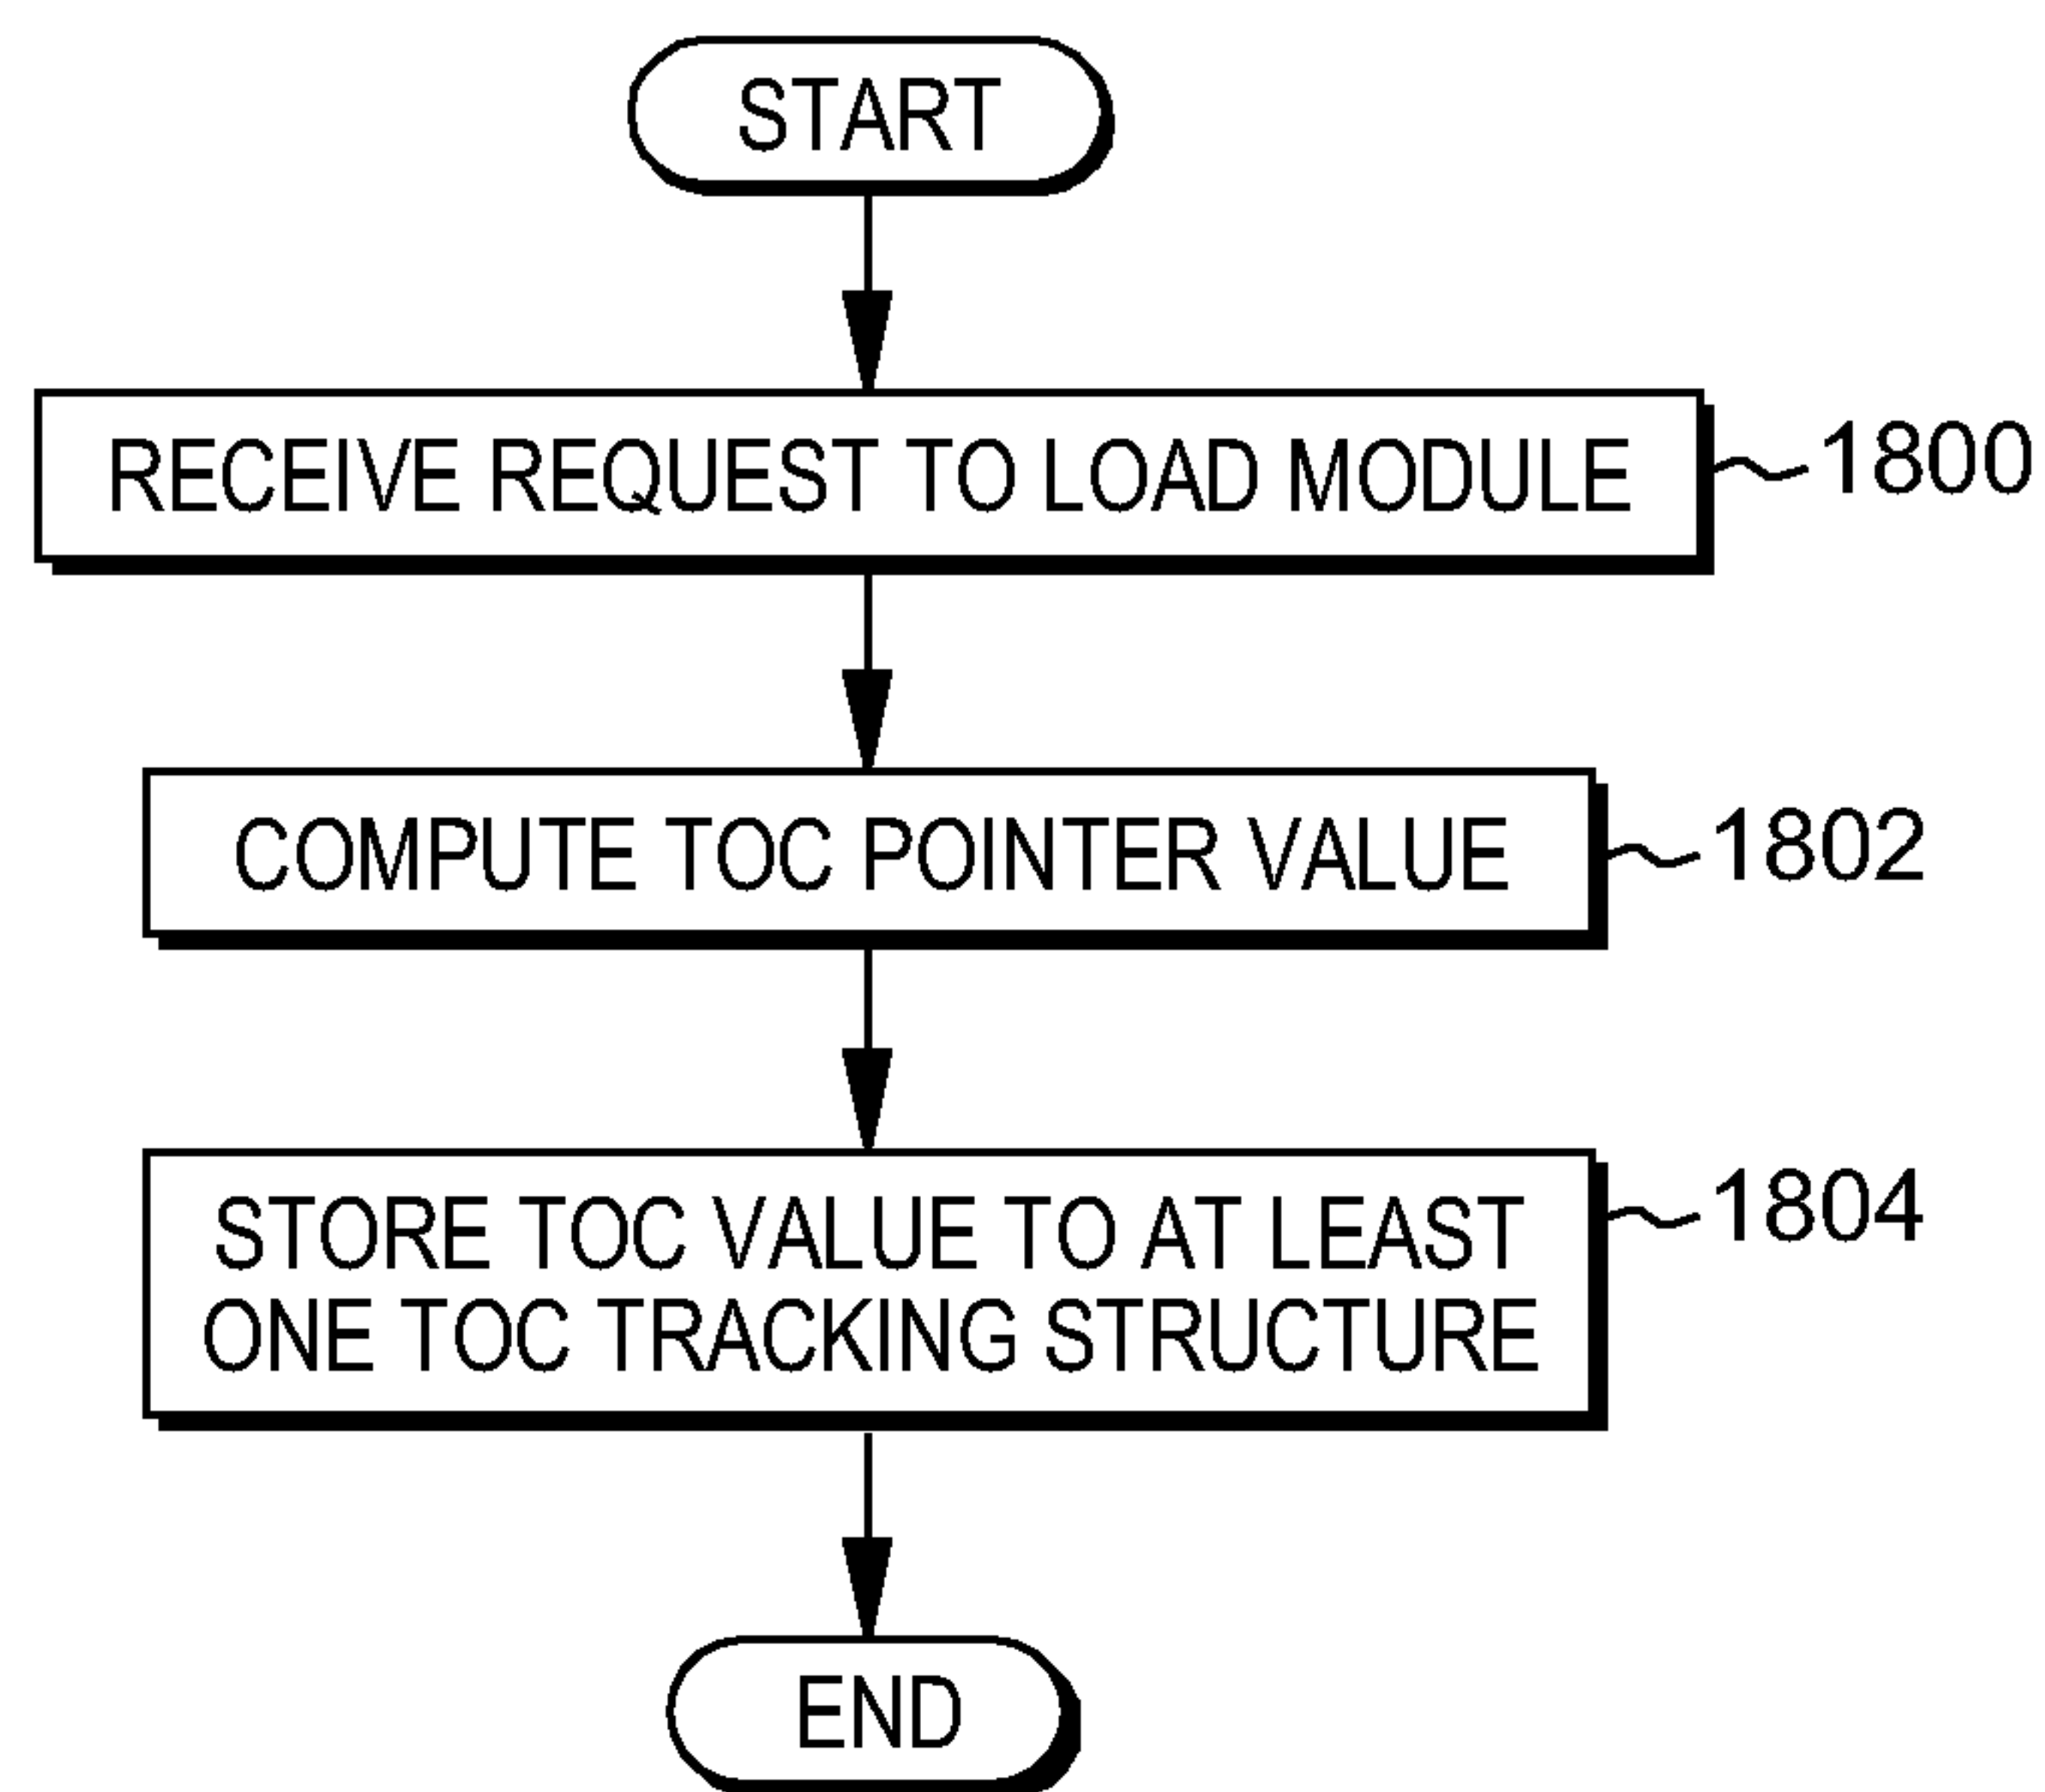 START
RECEIVE REQUEST TO LOAD MODULE
1800
COMPUTE TOC POINTER VALUE
1802
STORE TOC VALUE TO AT LEAST
ONE TOC TRACKING STRUCTURE
1804
END